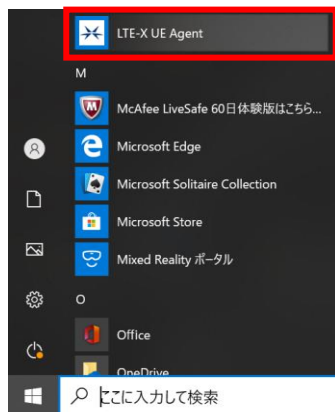 LTE-X UE Agent
M
McAfee LiveSafe 60日体験版はこちら...
Microsoft Edge
Microsoft Solitaire Collection
Microsoft Store
Mixed Reality ポータル
O
Office
OneDrive
ここに入力して検索